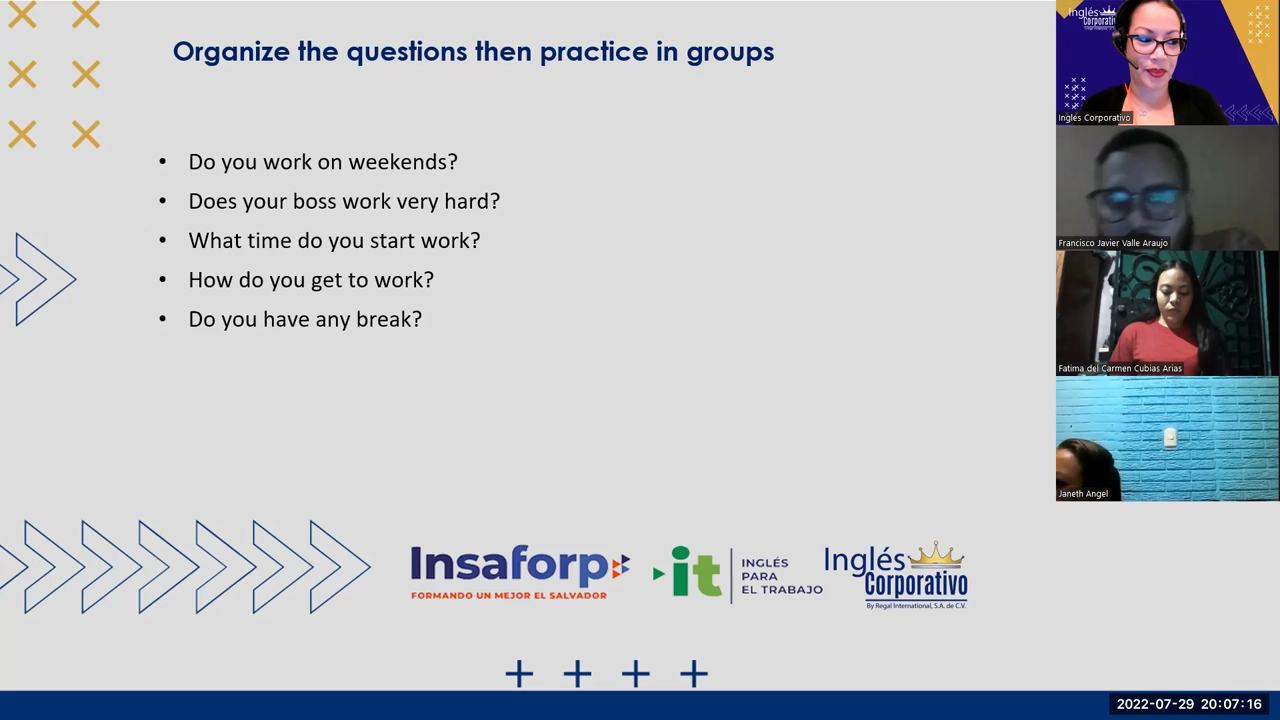 Organize the questions then practice in groups
• Do you work on weekends?
• Does your boss work very hard?
• What time do you start work?
• How do you get to work?
• Do you have any break?
Insaforp
FORMANDO UN MEJOR EL SALVADOR
it
INGLÉS
PARA
EL TRABAJO
Inglés
Corporativo
By Regal International, S.A. de C.V.
Inglés
Corporativo
Inglés Corporativo
Francisco Javier Valle Araujo
Fatima del Carmen Cubias Arias
Janeth Angel
2022-07-29 20:07:16